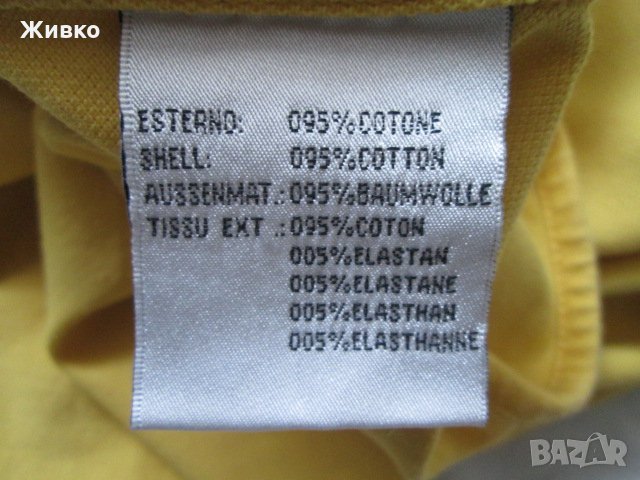 Живко
ESTERNO: 095%COTONE
SHELL: 095%COTTON
AUSSENMAT.:095%BAUMWOLLE
TISSU EXT .:095%COTON
005%ELASTAN
005%ELASTANE
005%ELASTHAN
005%ELASTHANNE
BAZAR